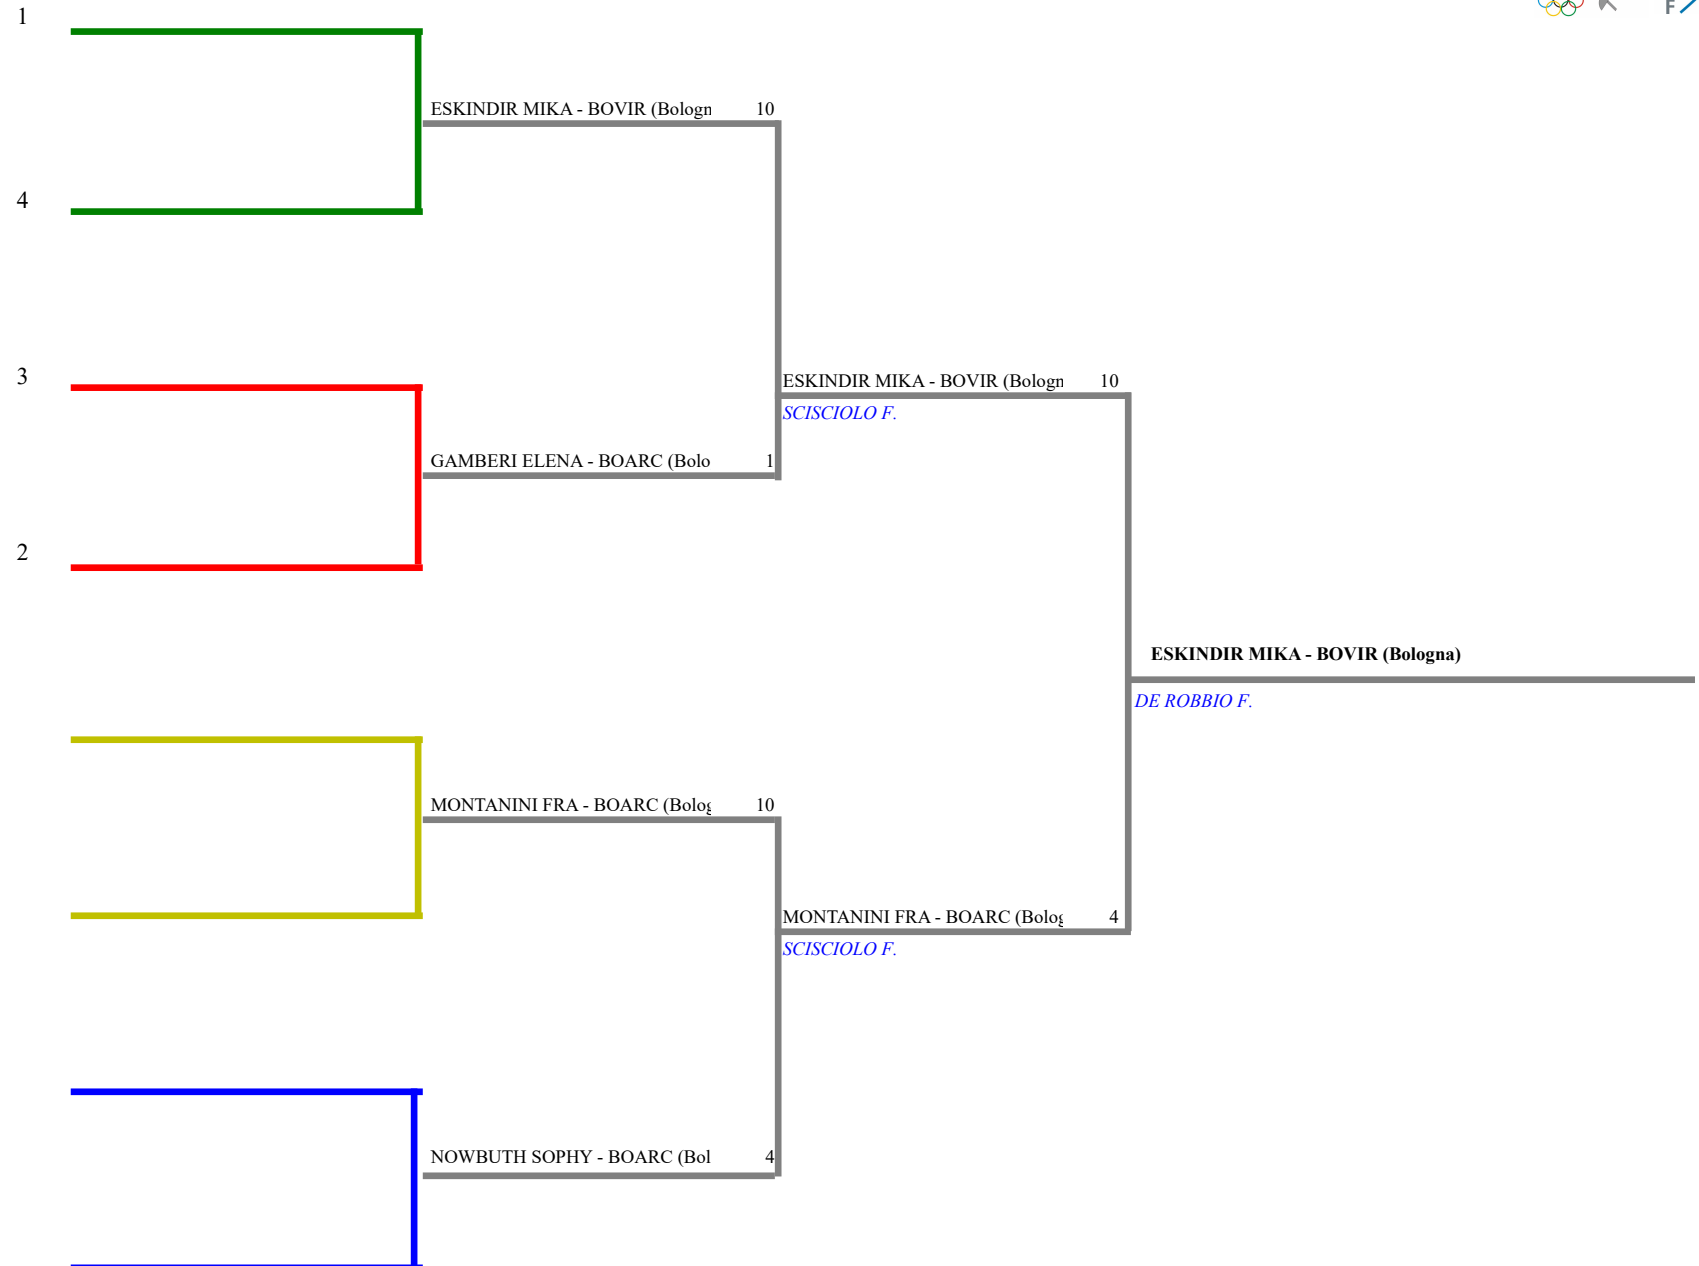 1
F
ESKINDIR MIKA - BOVIR (Bologn 10
4
3
ESKINDIR MIKA - BOVIR (Bologn 10
SCISCIOLO F.
GAMBERI ELENA - BOARC (Bolo 1
2
ESKINDIR MIKA - BOVIR (Bologna)
DE ROBBIO F.
MONTANINI FRA - BOARC (Bolog 10
MONTANINI FRA - BOARC (Bolog 4
SCISCIOLO F.
NOWBUTH SOPHY - BOARC (Bol 4